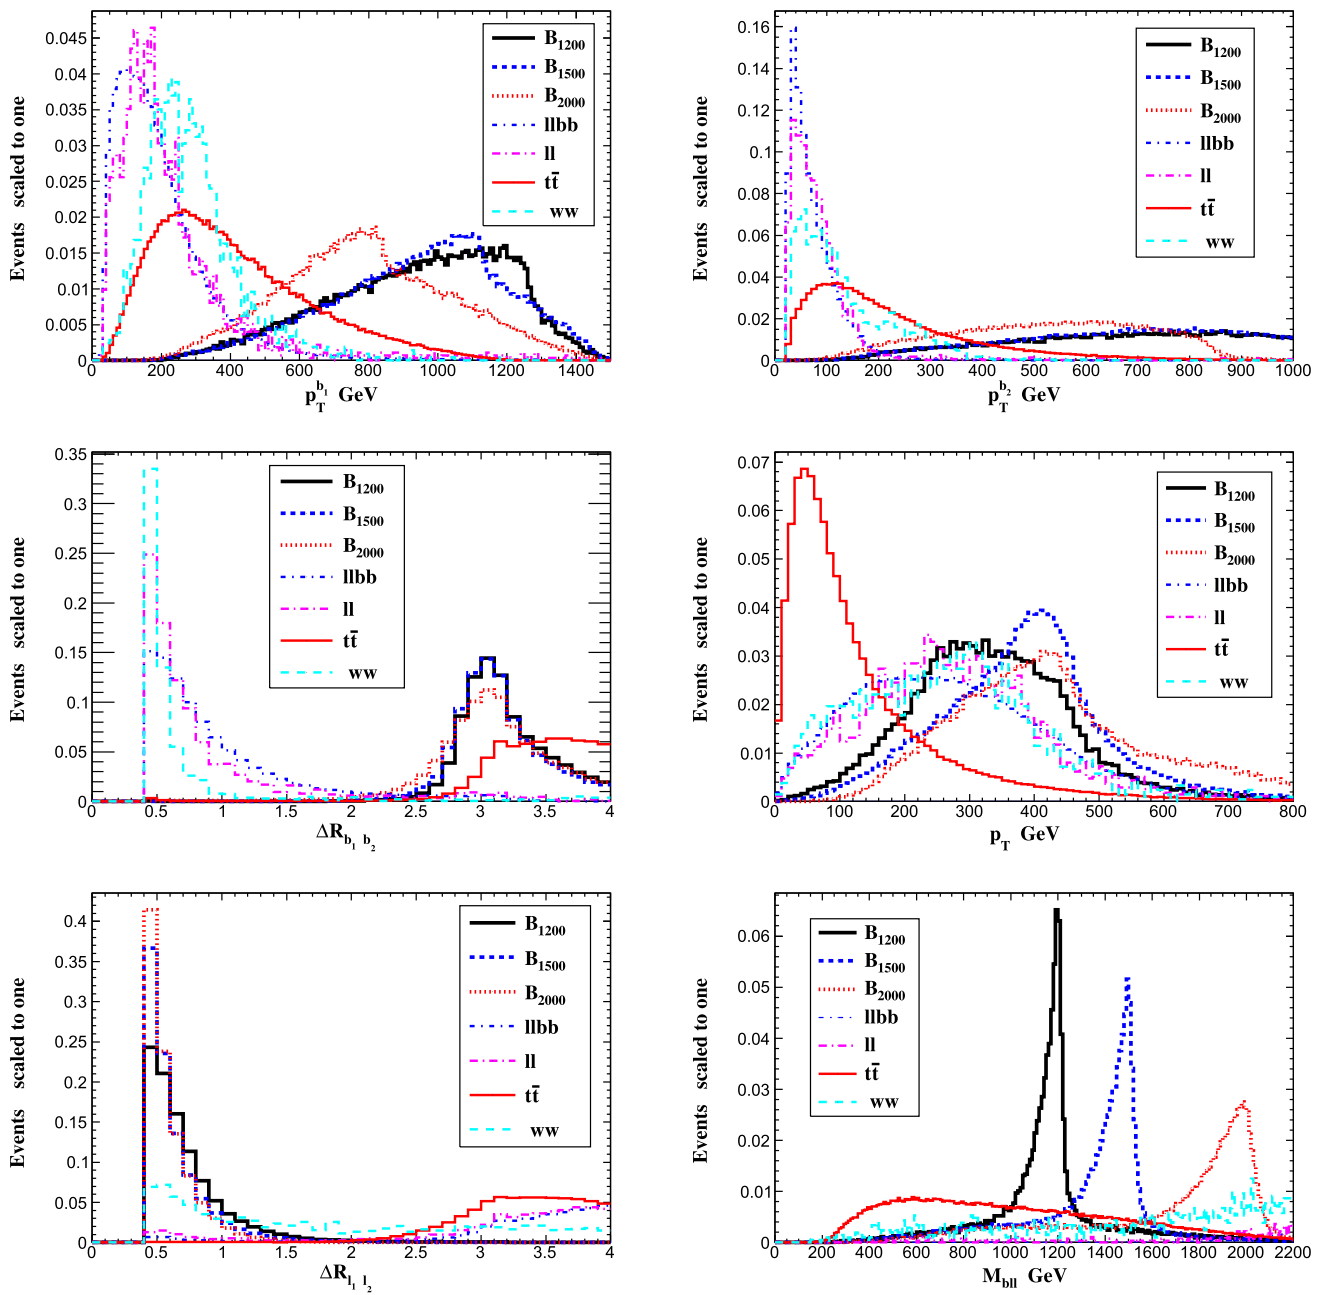 Events scaled to one
0.045
0.04
0.035
0.03
0.025
0.02
0.015
0.01
0.005
0
B1200
B1500
B2000
llbb
ll
tt̄
ww
0 200 400 600 800 1000 1200 1400
pTb1 GeV
Events scaled to one
0.16
0.14
0.12
0.1
0.08
0.06
0.04
0.02
0
B1200
B1500
B2000
llbb
ll
tt̄
ww
0 100 200 300 400 500 600 700 800 900 1000
pTb2 GeV
Events scaled to one
0.35
0.3
0.25
0.2
0.15
0.1
0.05
0
B1200
B1500
B2000
llbb
ll
tt̄
ww
0 0.5 1 1.5 2 2.5 3 3.5 4
ΔRb1 b2
Events scaled to one
0.07
0.06
0.05
0.04
0.03
0.02
0.01
0
B1200
B1500
B2000
llbb
ll
tt̄
ww
0 100 200 300 400 500 600 700 800
pT GeV
Events scaled to one
0.4
0.35
0.3
0.25
0.2
0.15
0.1
0.05
0
B1200
B1500
B2000
llbb
ll
tt̄
ww
0 0.5 1 1.5 2 2.5 3 3.5 4
ΔRl1 l2
Events scaled to one
0.06
0.05
0.04
0.03
0.02
0.01
0
B1200
B1500
B2000
llbb
ll
tt̄
ww
0 200 400 600 800 1000 1200 1400 1600 1800 2000 2200
Mbll GeV